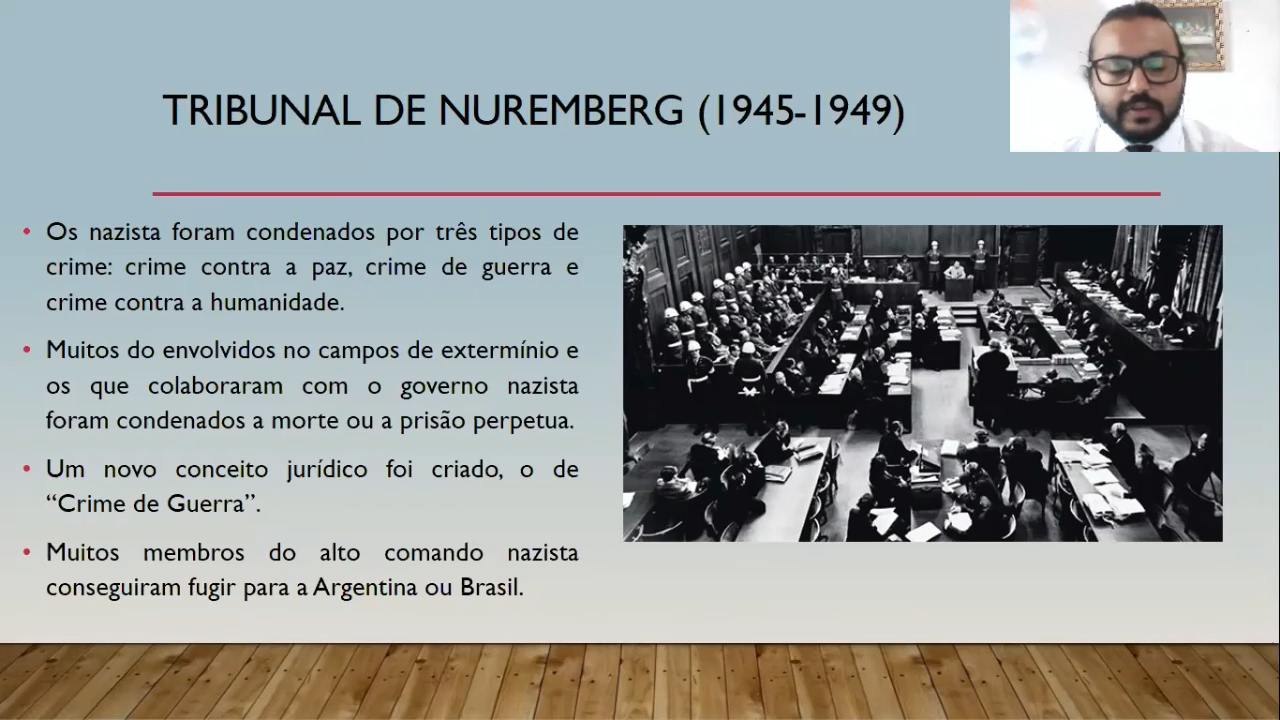 TRIBUNAL DE NUREMBERG (1945-1949)
• Os nazista foram condenados por três tipos de
crime: crime contra a paz, crime de guerra e
crime contra a humanidade.
• Muitos do envolvidos no campos de extermínio e
os que colaboraram com o governo nazista
foram condenados a morte ou a prisão perpetua.
• Um novo conceito jurídico foi criado, o de
“Crime de Guerra”.
• Muitos membros do alto comando nazista
conseguiram fugir para a Argentina ou Brasil.